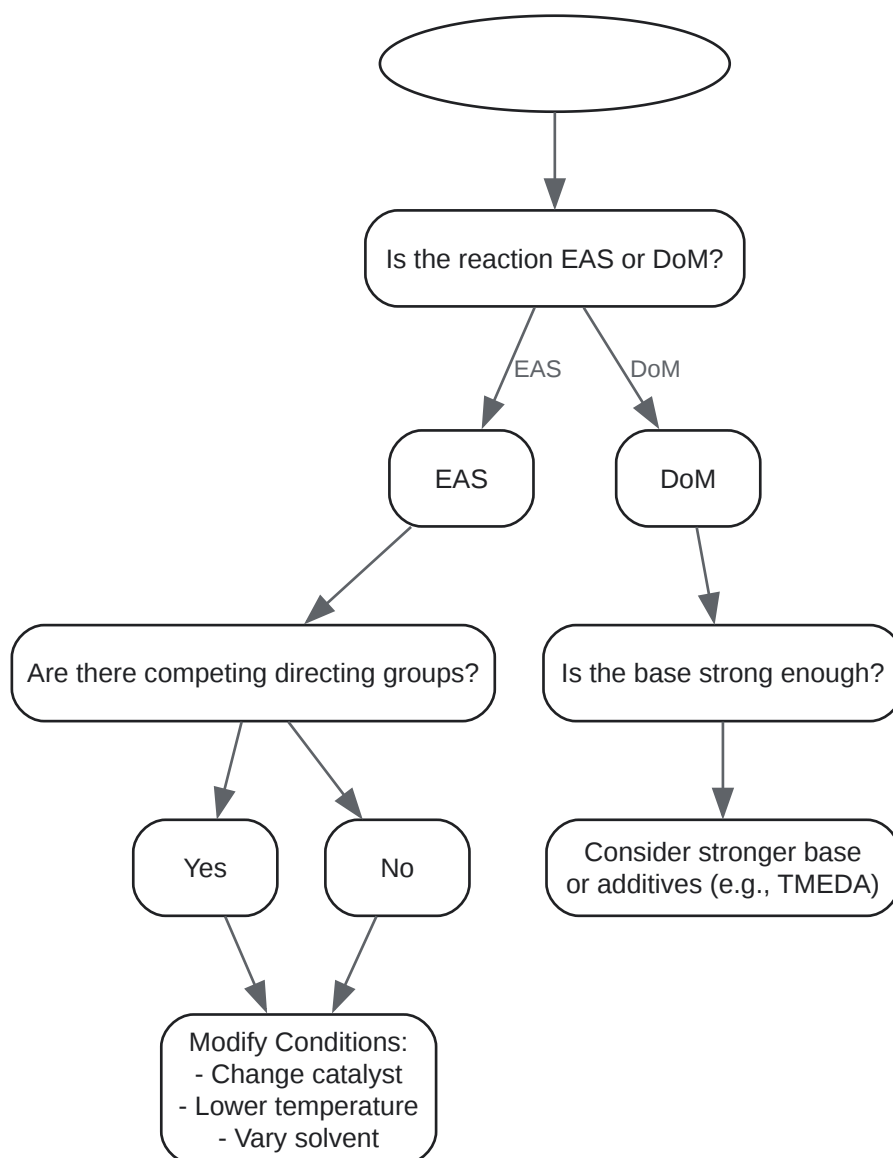 Is the reaction EAS or DoM?
EAS
DoM
EAS
DoM
Are there competing directing groups?
Is the base strong enough?
Yes
No
Consider stronger base
or additives (e.g., TMEDA)
Modify Conditions:
- Change catalyst
- Lower temperature
- Vary solvent